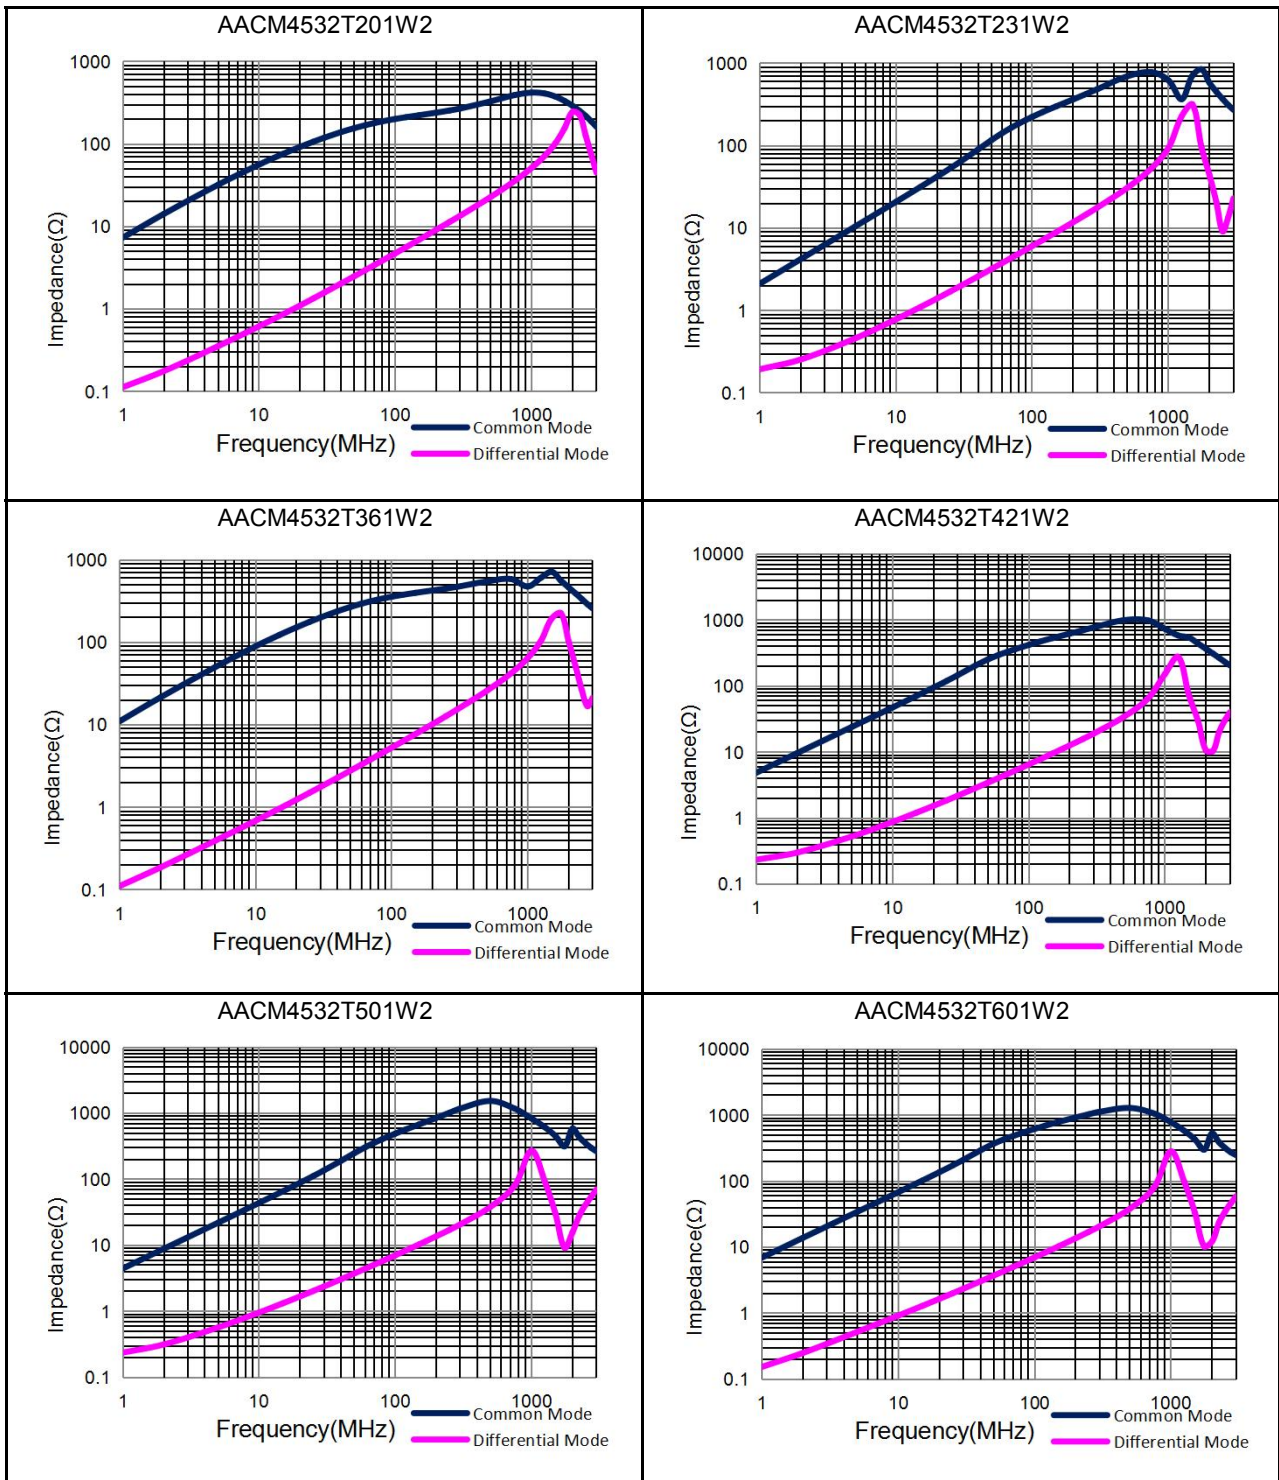 AACM4532T201W2
1000
100
10
1
0.1
Impedance(Ω)
1 10 100 1000
Frequency(MHz)
Common Mode
Differential Mode
AACM4532T231W2
1000
100
10
1
0.1
Impedance(Ω)
1 10 100 1000
Frequency(MHz)
Common Mode
Differential Mode
AACM4532T361W2
1000
100
10
1
0.1
Impedance(Ω)
1 10 100 1000
Frequency(MHz)
Common Mode
Differential Mode
AACM4532T421W2
10000
1000
100
10
1
0.1
Impedance(Ω)
1 10 100 1000
Frequency(MHz)
Common Mode
Differential Mode
AACM4532T501W2
10000
1000
100
10
1
0.1
Impedance(Ω)
1 10 100 1000
Frequency(MHz)
Common Mode
Differential Mode
AACM4532T601W2
10000
1000
100
10
1
0.1
Impedance(Ω)
1 10 100 1000
Frequency(MHz)
Common Mode
Differential Mode